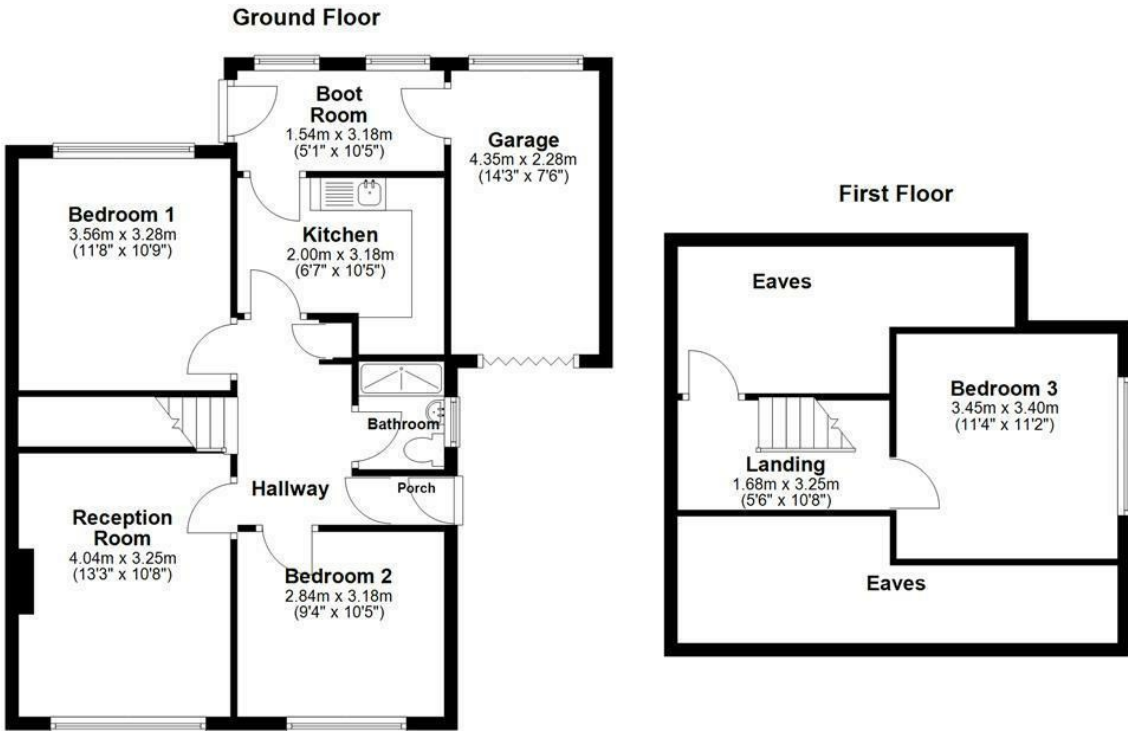 Ground Floor
Boot
Room
1.54m x 3.18m
(5'1" x 10'5")
Garage
4.35m x 2.28m
(14'3" x 7'6")
Bedroom 1
3.56m x 3.28m
(11'8" x 10'9")
Kitchen
2.00m x 3.18m
(6'7" x 10'5")
Bathroom
Hallway
Porch
Reception
Room
4.04m x 3.25m
(13'3" x 10'8")
Bedroom 2
2.84m x 3.18m
(9'4" x 10'5")
First Floor
Eaves
Bedroom 3
3.45m x 3.40m
(11'4" x 11'2")
Landing
1.68m x 3.25m
(5'6" x 10'8")
Eaves